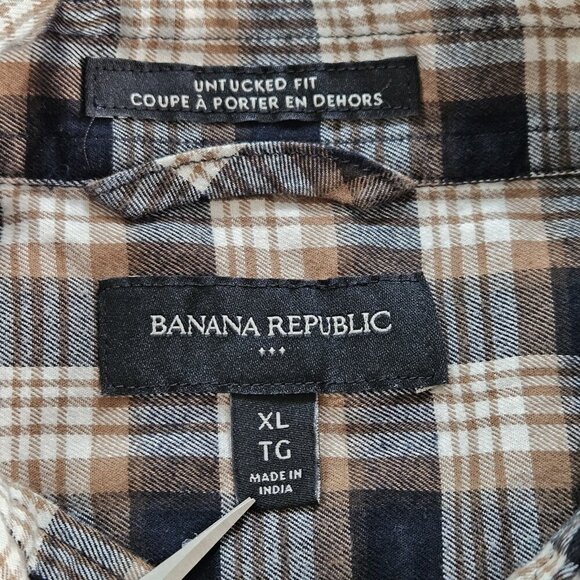 UNTUCKED FIT
COUPE À PORTER EN DEHORS
BANANA REPUBLIC
XL
TG
MADE IN
INDIA